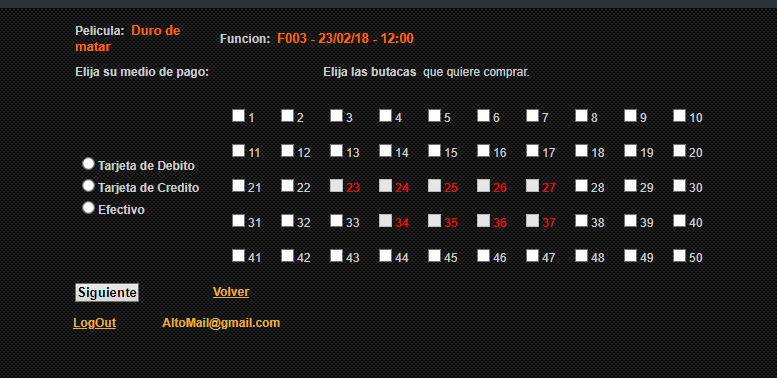 Película: Duro de matar
Funcion: F003 - 23/02/18 - 12:00
Elija su medio de pago:
Elija las butacas que quiere comprar.
1 2 3 4 5 6 7 8 9 10
11 12 13 14 15 16 17 18 19 20
Tarjeta de Debito
21 22 23 24 25 26 27 28 29 30
Tarjeta de Credito
Efectivo
31 32 33 34 35 36 37 38 39 40
41 42 43 44 45 46 47 48 49 50
Siguiente
Volver
LogOut
AltoMail@gmail.com